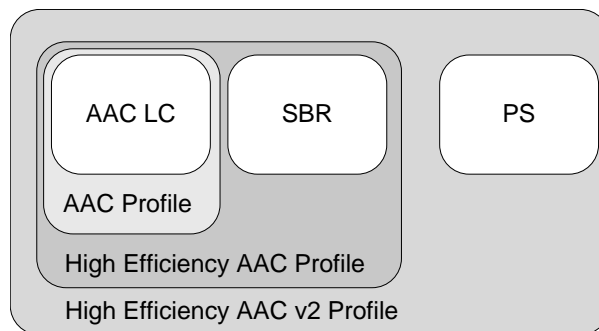 AAC LC
SBR
PS
AAC Profile
High Efficiency AAC Profile
High Efficiency AAC v2 Profile